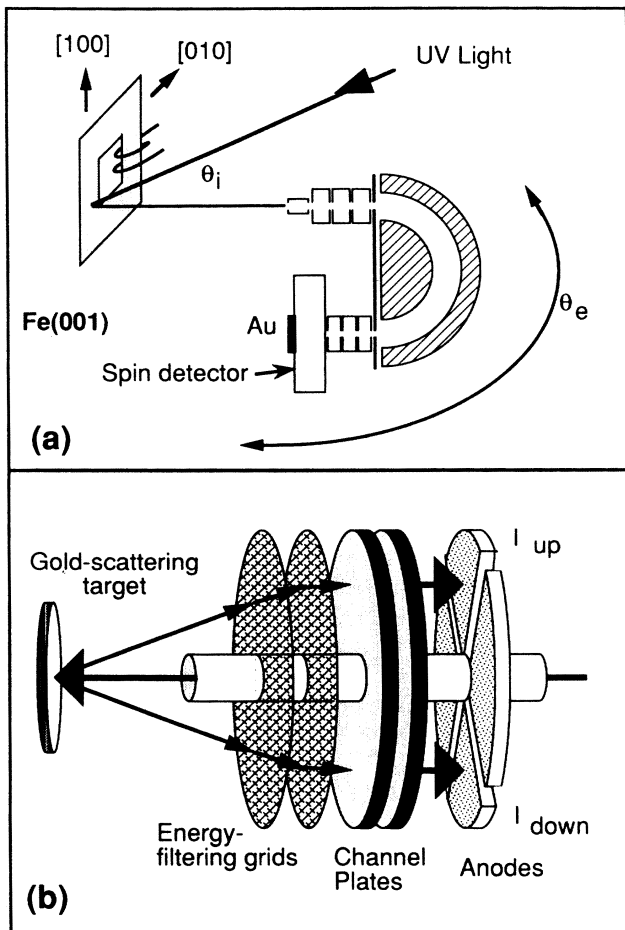 [100]
[010]
UV Light
θi
Fe(001)
Au
θe
Spin detector
(a)
Gold-scattering
target
I up
Energy-
filtering grids
Channel
Plates
Anodes
I down
(b)